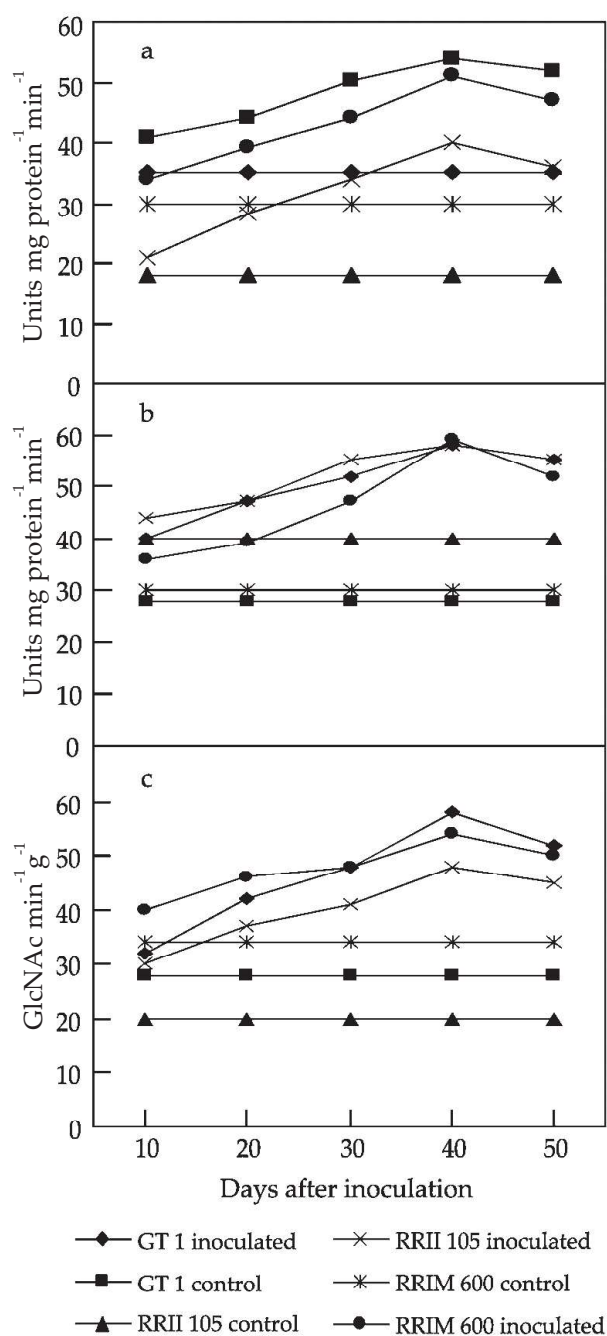 a
60
50
40
30
20
10
0
Units mg protein⁻¹ min⁻¹
b
60
50
40
30
20
10
0
Units mg protein⁻¹ min⁻¹
c
60
50
40
30
20
10
0
GlcNAc min⁻¹ g⁻¹
10 20 30 40 50
Days after inoculation
GT 1 inoculated RRII 105 inoculated
GT 1 control RRIM 600 control
RRII 105 control RRIM 600 inoculated